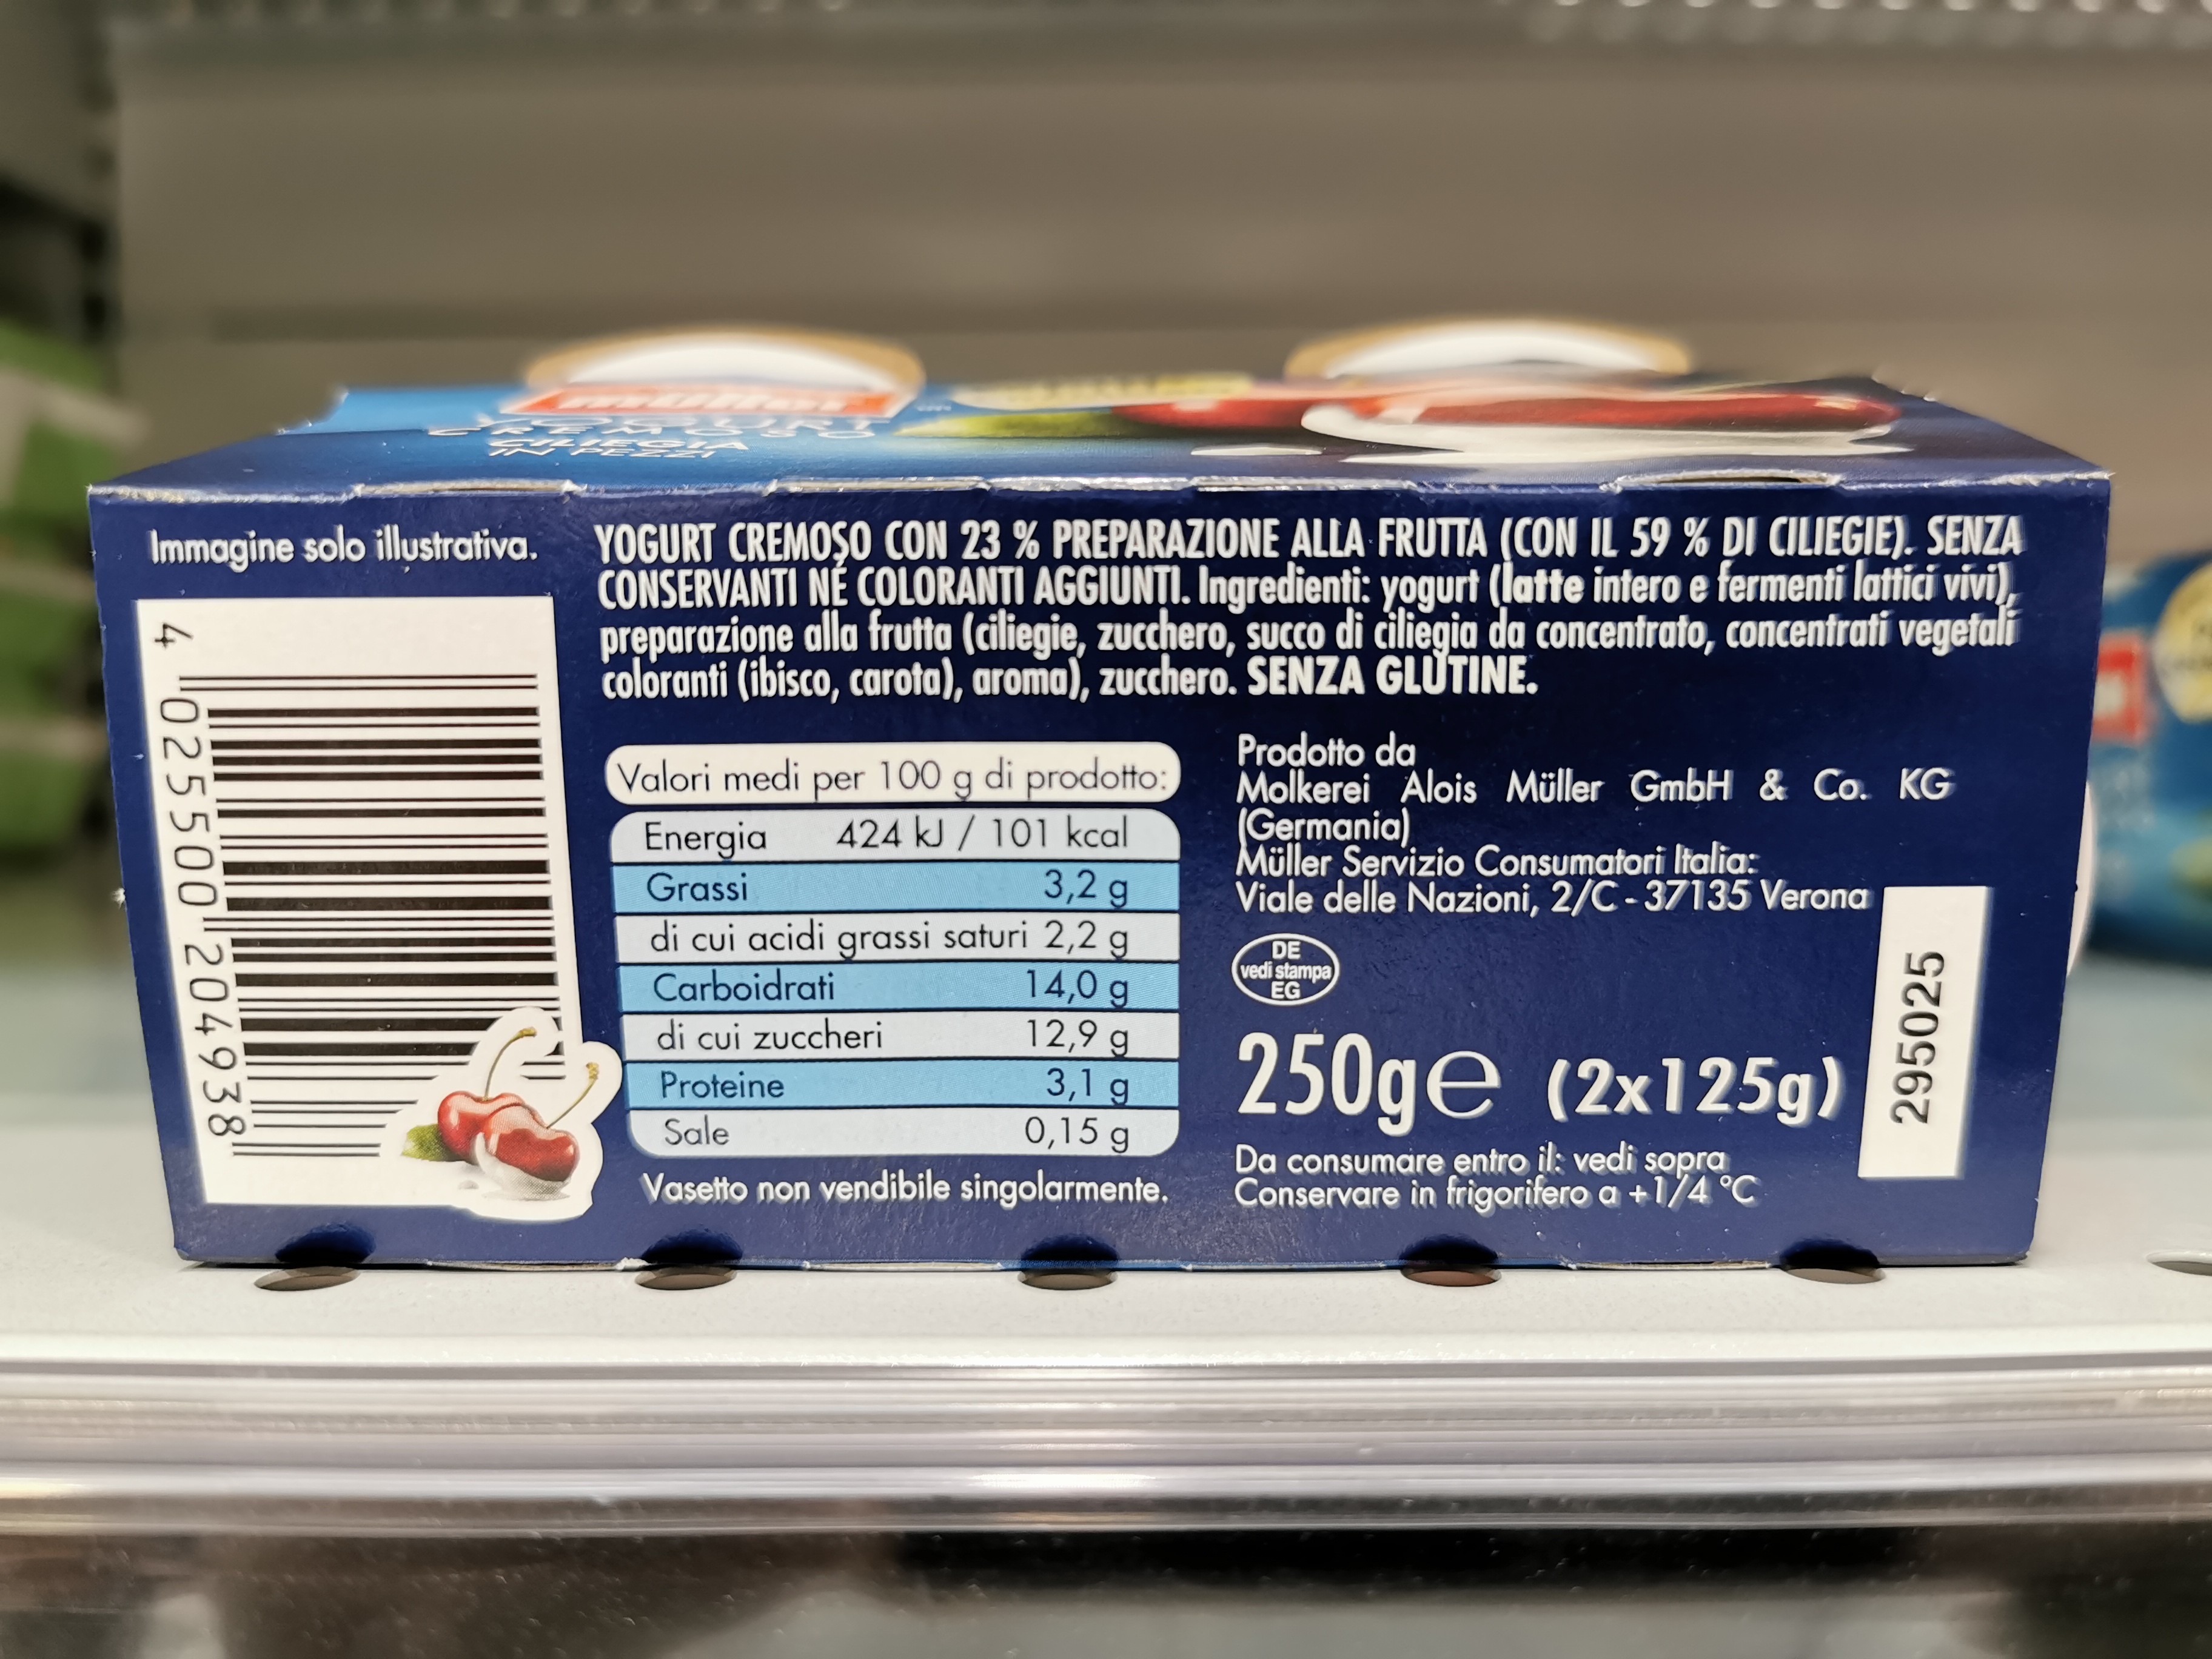 müller
YOGURT
CREMOSO
CILIEGIA
IN PEZZI
Immagine solo illustrativa.
YOGURT CREMOSO CON 23 % PREPARAZIONE ALLA FRUTTA (CON IL 59 % DI CILIEGIE). SENZA
CONSERVANTI NÉ COLORANTI AGGIUNTI. Ingredienti: yogurt (latte intero e fermenti lattici vivi),
preparazione alla frutta (ciliegie, zucchero, succo di ciliegia da concentrato, concentrati vegetali
coloranti (ibisco, carota), aroma), zucchero. SENZA GLUTINE.
4 025500 204938
Valori medi per 100 g di prodotto:
Energia 424 kJ / 101 kcal
Grassi 3,2 g
di cui acidi grassi saturi 2,2 g
Carboidrati 14,0 g
di cui zuccheri 12,9 g
Proteine 3,1 g
Sale 0,15 g
Vasetto non vendibile singolarmente.
Prodotto da
Molkerei Alois Müller GmbH & Co. KG
(Germania)
Müller Servizio Consumatori Italia:
Viale delle Nazioni, 2/C - 37135 Verona
DE
vedi stampa
EG
250g e (2x125g)
Da consumare entro il: vedi sopra
Conservare in frigorifero a +1/4 °C
295025